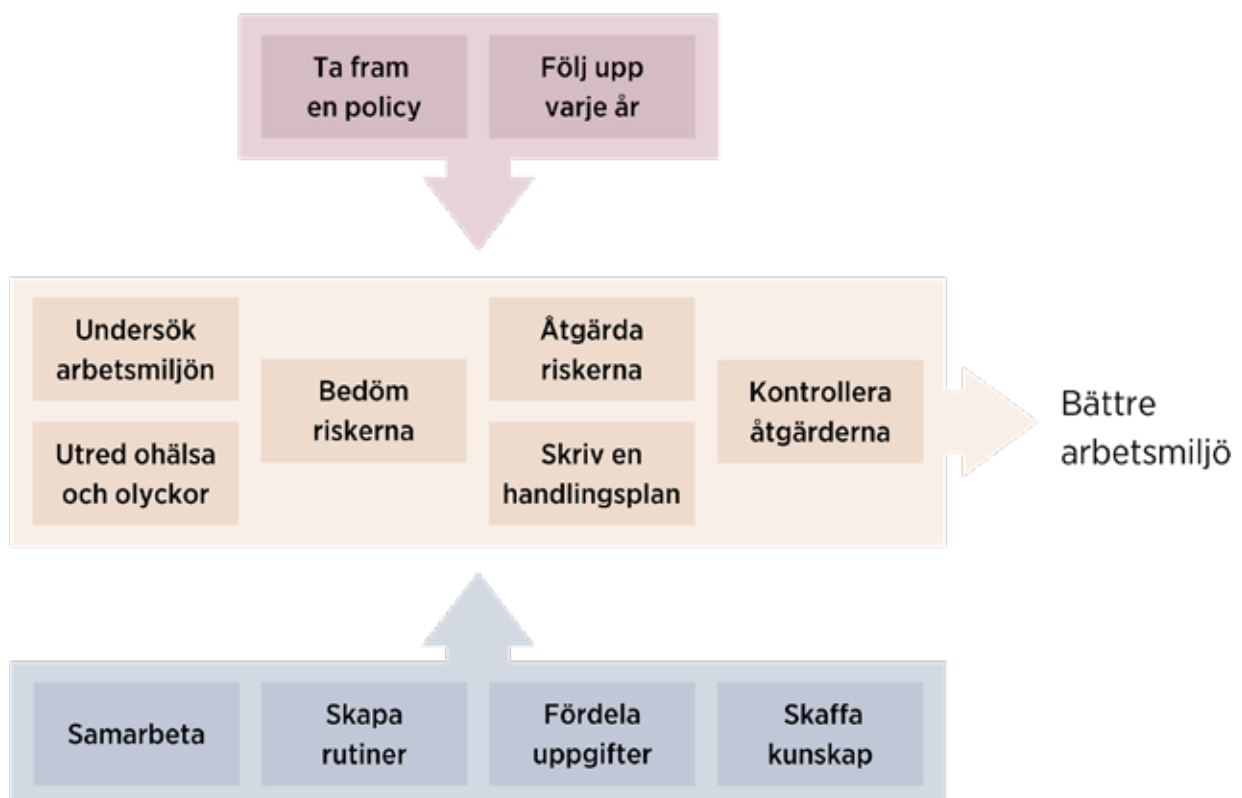 Ta fram
en policy
Följ upp
varje år
Undersök
arbetsmiljön
Utred ohälsa
och olyckor
Bedöm
riskerna
Åtgärda
riskerna
Skriv en
handlingsplan
Kontrollera
åtgärderna
Bättre
arbetsmiljö
Samarbeta
Skapa
rutiner
Fördela
uppgifter
Skaffa
kunskap